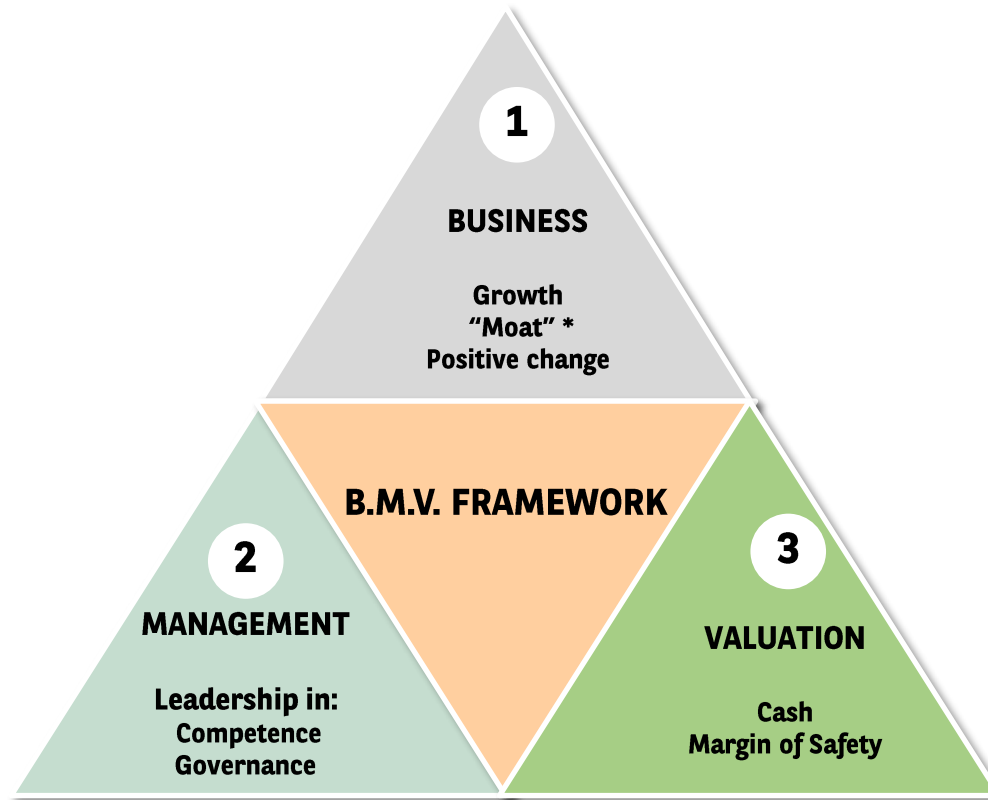 1
BUSINESS
Growth
“Moat” *
Positive change
B.M.V. FRAMEWORK
2
MANAGEMENT
Leadership in:
Competence
Governance
3
VALUATION
Cash
Margin of Safety